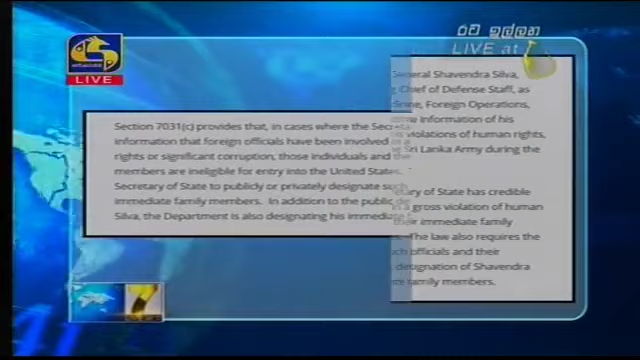 රට ඉල්ලන
LIVE at
LIVE
General Shavendra Silva,
Chief of Defense Staff, as
Foreign Operations,
information of his
violations of human rights,
Sri Lanka Army during the
Section 7031(c) provides that, in cases where the
information that foreign officials have been involved
rights or significant corruption, those individuals and
members are ineligible for entry into the United States.
Secretary of State to publicly or privately designate such
immediate family members. In addition to the public
Silva, the Department is also designating his immediate
of State has credible
gross violation of human
their immediate family
The law also requires the
officials and their
designation of Shavendra
family members.